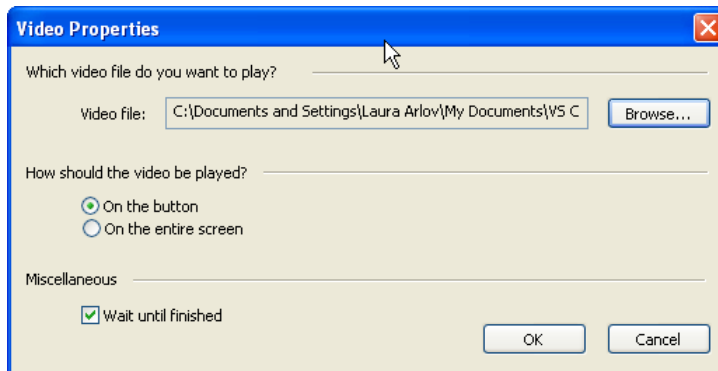 Video Properties
Which video file do you want to play?
Video file: C:\Documents and Settings\Laura Arlov\My Documents\VS C Browse...
How should the video be played?
On the button
On the entire screen
Miscellaneous
Wait until finished
OK Cancel